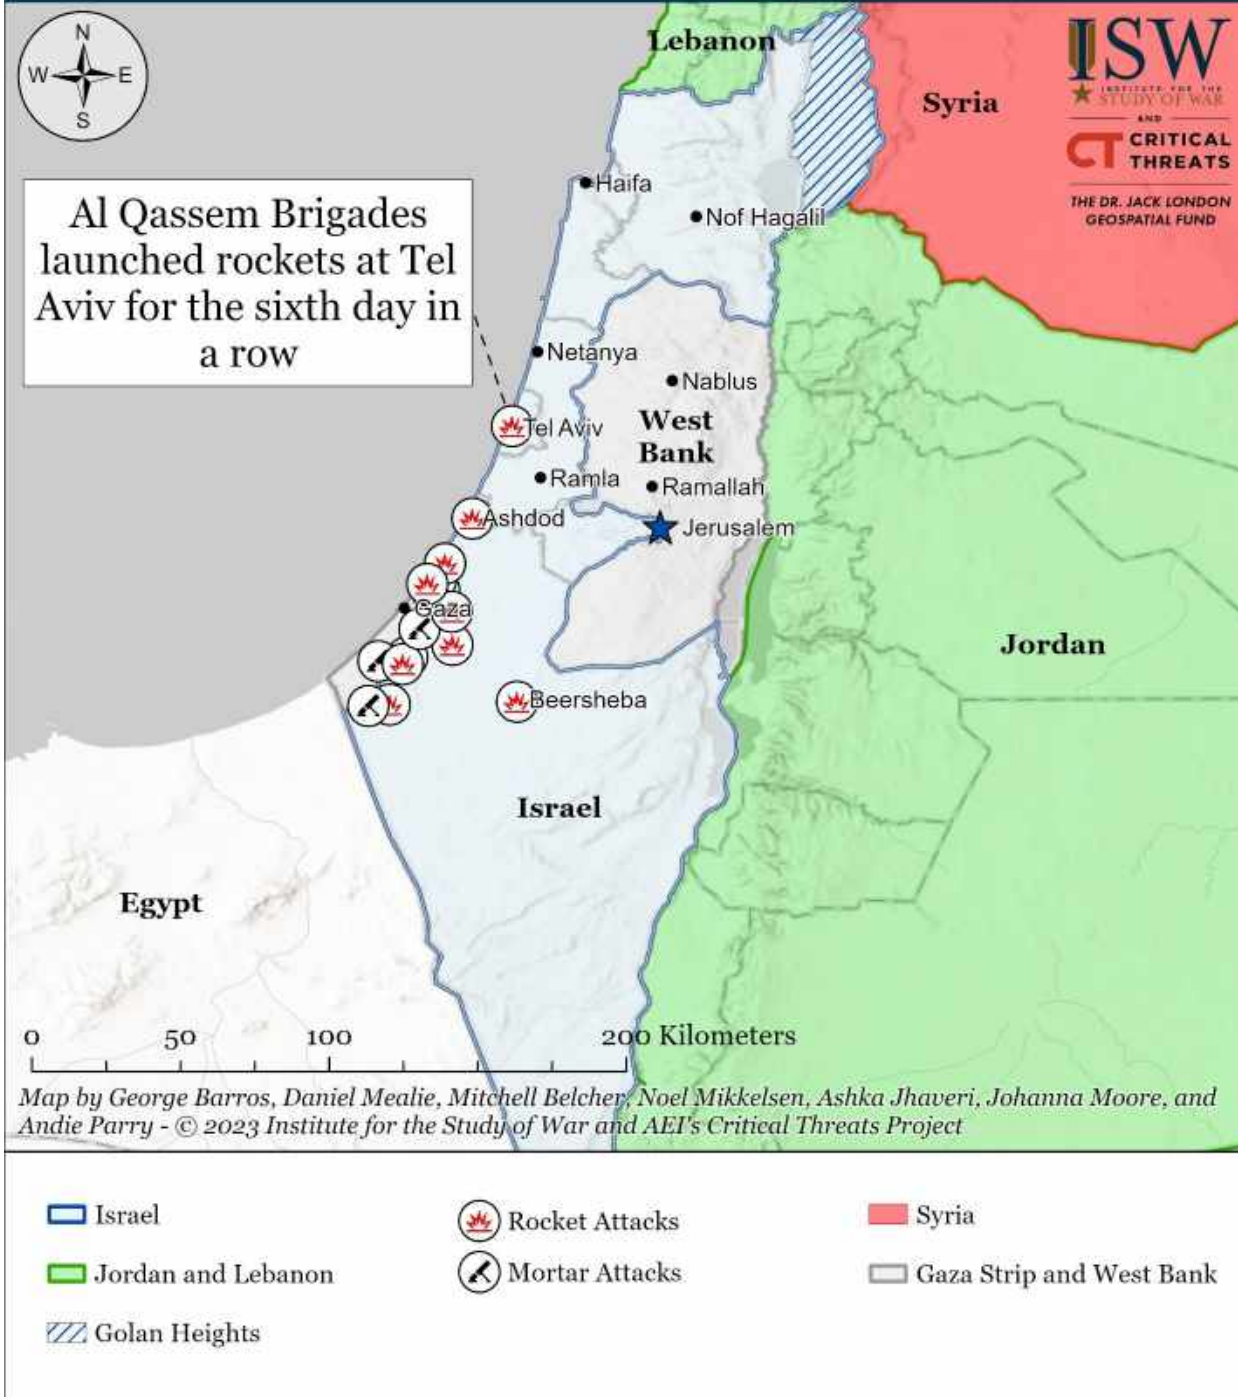 N
W
E
S
Lebanon
Syria
ISW
INSTITUTE FOR THE
STUDY OF WAR
AND
CT CRITICAL
THREATS
THE DR. JACK LONDON
GEOSPATIAL FUND
Haifa
Nof Hagalil
Al Qassem Brigades
launched rockets at Tel
Aviv for the sixth day in
a row
Netanya
Nablus
West
Bank
Tel Aviv
Ramla
Ramallah
Ashdod
Jerusalem
Gaza
Jordan
Beersheba
Israel
Egypt
0 50 100 200 Kilometers
Map by George Barros, Daniel Mealie, Mitchell Belcher, Noel Mikkelsen, Ashka Jhaveri, Johanna Moore, and
Andie Parry - © 2023 Institute for the Study of War and AEI's Critical Threats Project
Israel
Rocket Attacks
Syria
Jordan and Lebanon
Mortar Attacks
Gaza Strip and West Bank
Golan Heights